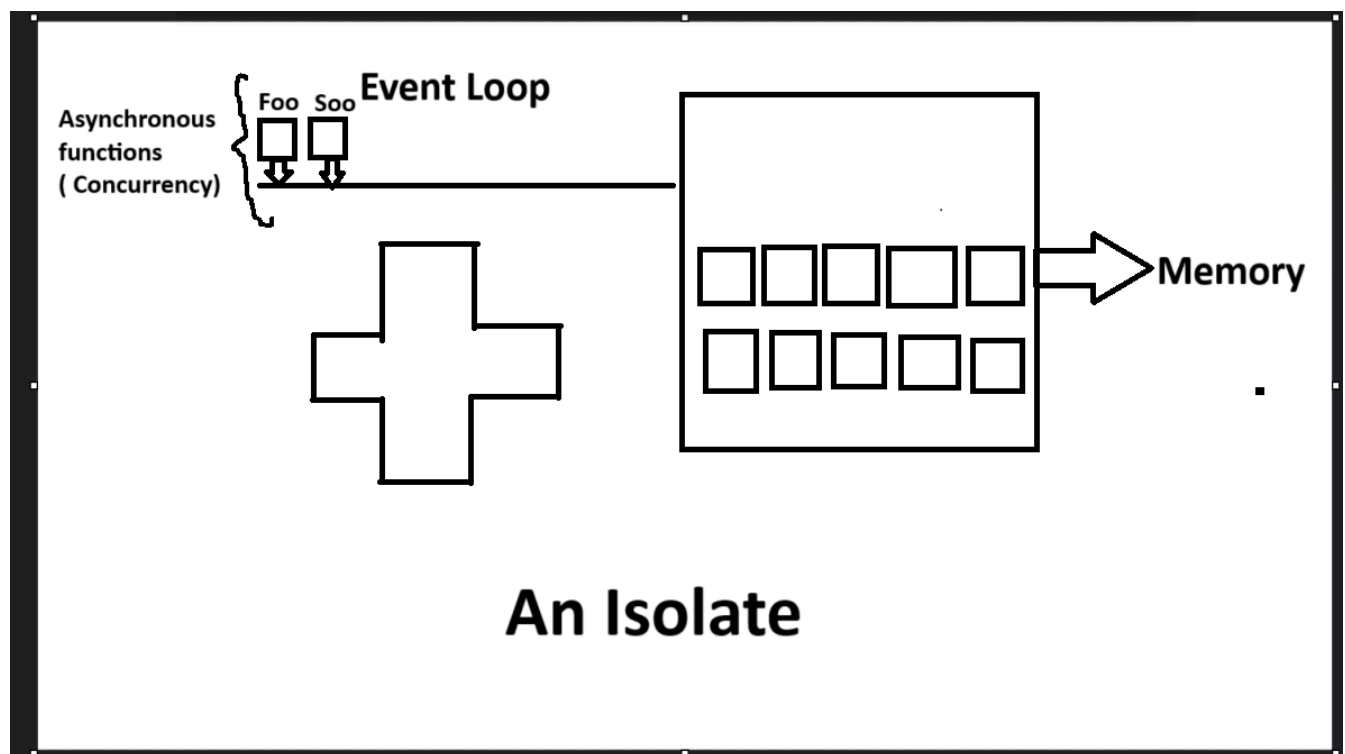 Event Loop
Foo Soo
Asynchronous
functions
( Concurrency)
Memory
An Isolate